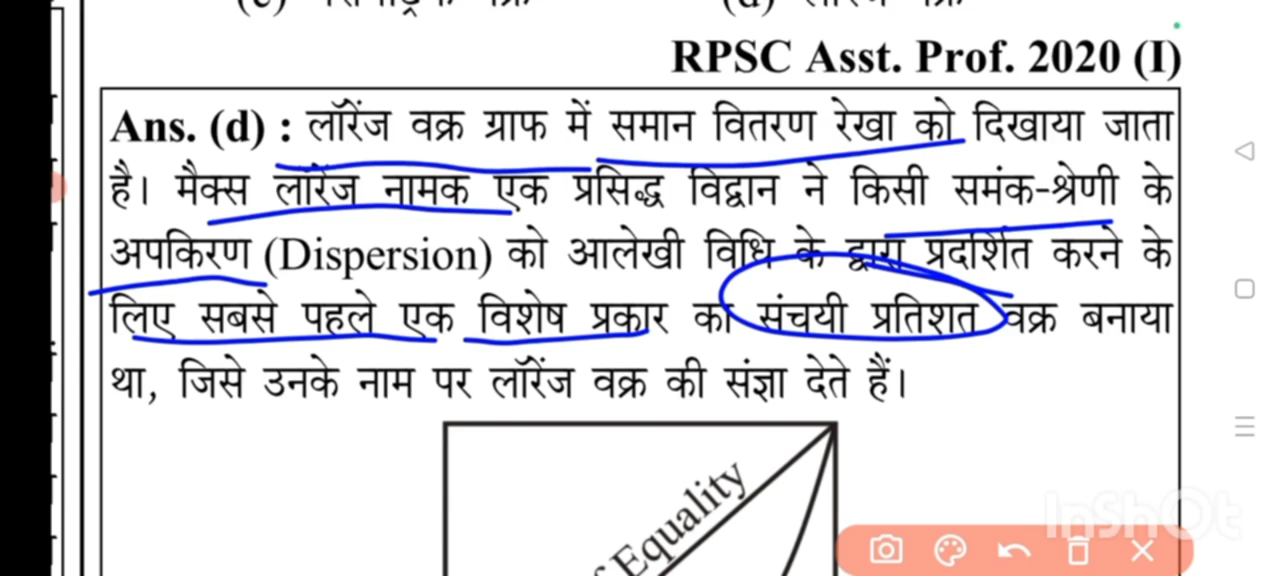 RPSC Asst. Prof. 2020 (I)
Ans. (d) : लॉरेंज वक्र ग्राफ में समान वितरण रेखा को दिखाया जाता
है। मैक्स लॉरेंज नामक एक प्रसिद्ध विद्वान ने किसी समंक-श्रेणी के
अपकिरण (Dispersion) को आलेखी विधि के द्वारा प्रदर्शित करने के
लिए सबसे पहले एक विशेष प्रकार का संचयी प्रतिशत वक्र बनाया
था, जिसे उनके नाम पर लॉरेंज वक्र की संज्ञा देते हैं।
Equality
InShOt